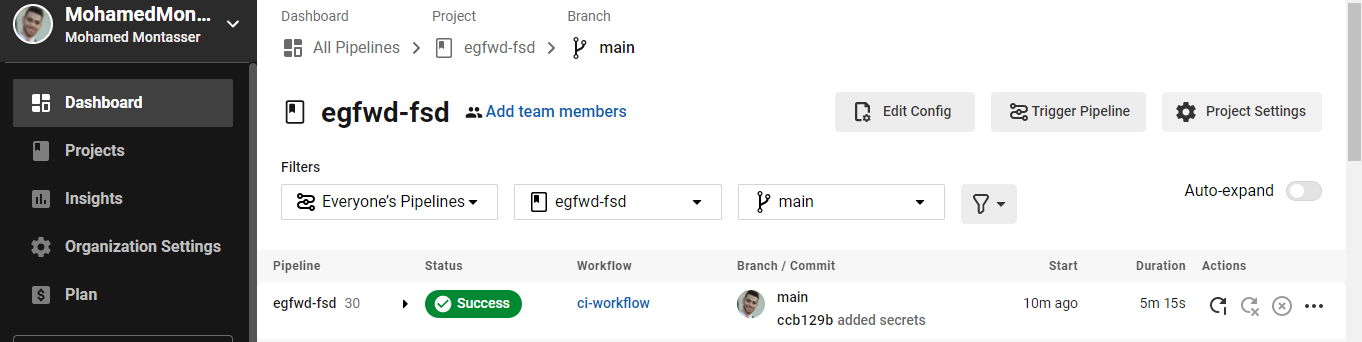 MohamedMon...
Mohamed Montasser
Dashboard
Projects
Insights
Organization Settings
Plan
Dashboard Project Branch
All Pipelines egfwd-fsd main
egfwd-fsd Add team members Edit Config Trigger Pipeline Project Settings
Filters
Everyone's Pipelines egfwd-fsd main Auto-expand
Pipeline Status Workflow Branch / Commit Start Duration Actions
egfwd-fsd 30 Success ci-workflow main 10m ago 5m 15s
ccb129b added secrets